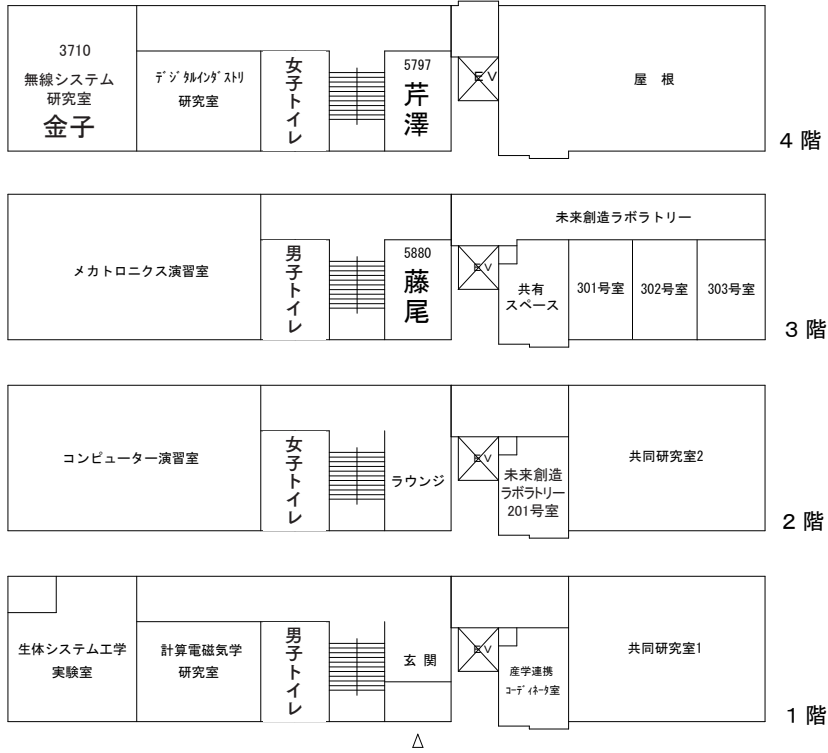 3710
無線システム
研究室
金子
デジタルインダストリ
研究室
女子トイレ
5797
芹澤
EV
屋 根
4 階
メカトロニクス演習室
男子トイレ
5880
藤尾
EV
未来創造ラボラトリー
共有
スペース
301号室
302号室
303号室
3 階
コンピューター演習室
女子トイレ
ラウンジ
EV
未来創造
ラボラトリー
201号室
共同研究室2
2 階
生体システム工学
実験室
計算電磁気学
研究室
男子トイレ
玄 関
EV
産学連携
コーディネータ室
共同研究室1
1 階